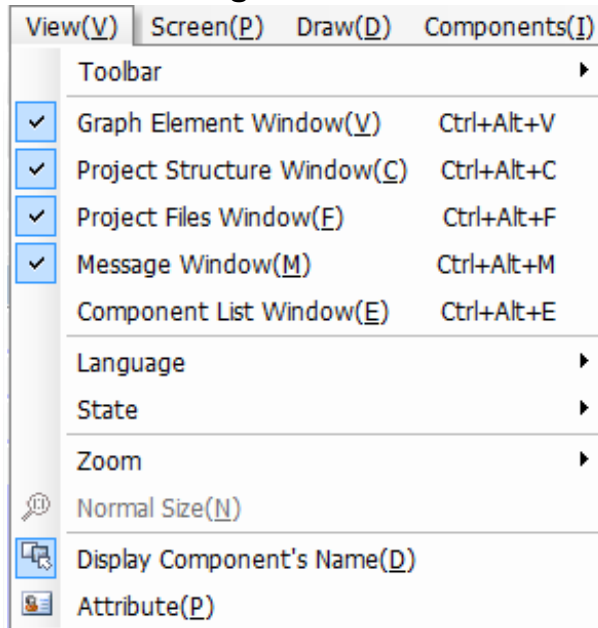 View(V) Screen(P) Draw(D) Components(I)
Toolbar
Graph Element Window(V) Ctrl+Alt+V
Project Structure Window(C) Ctrl+Alt+C
Project Files Window(F) Ctrl+Alt+F
Message Window(M) Ctrl+Alt+M
Component List Window(E) Ctrl+Alt+E
Language
State
Zoom
Normal Size(N)
Display Component's Name(D)
Attribute(P)